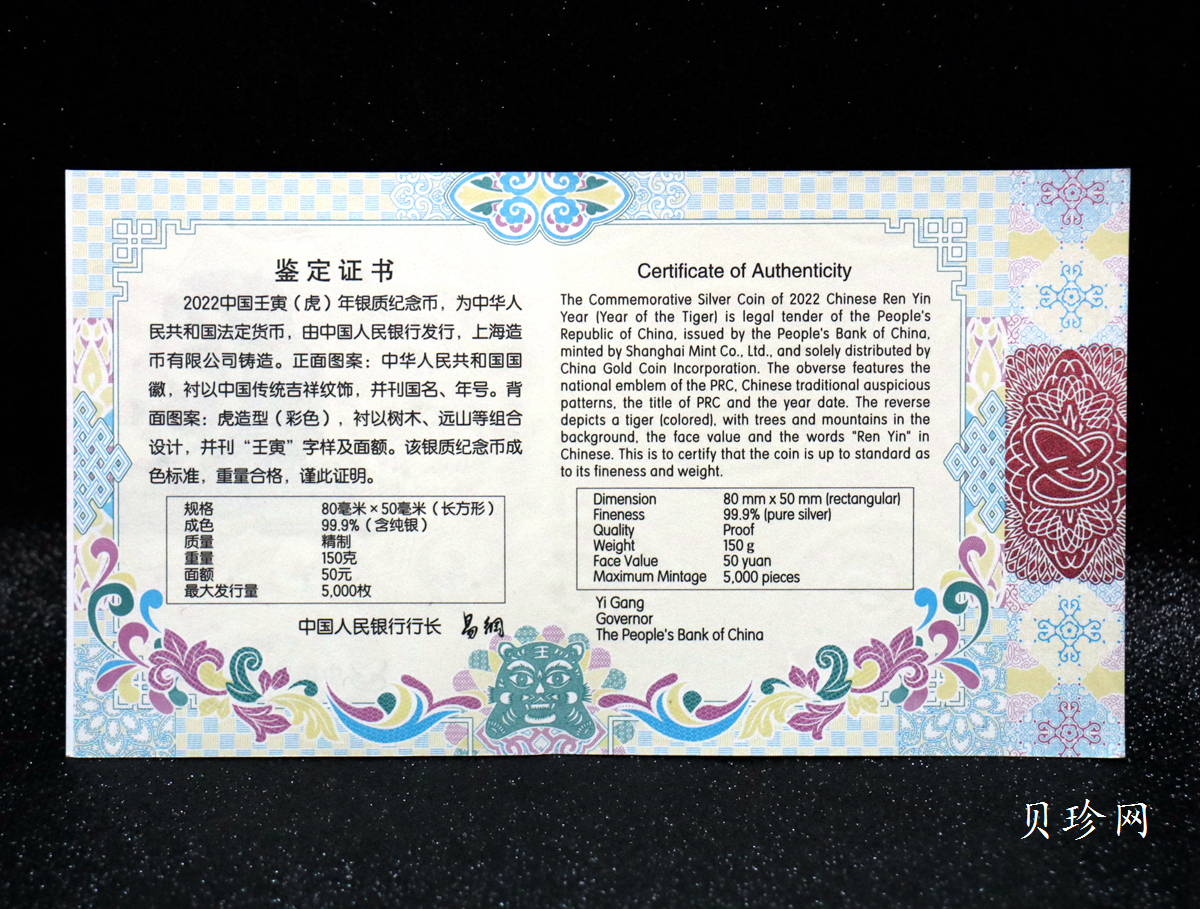 鉴定证书
2022中国壬寅（虎）年银质纪念币，为中华人
民共和国法定货币，由中国人民银行发行，上海造
币有限公司铸造。正面图案：中华人民共和国国
徽，衬以中国传统吉祥纹饰，并刊国名、年号。背
面图案：虎造型（彩色），衬以树木、远山等组合
设计，并刊“壬寅”字样及面额。该银质纪念币成
色标准，重量合格，谨此证明。
规格 80毫米×50毫米（长方形）
成色 99.9%（含纯银）
质量 精制
重量 150克
面额 50元
最大发行量 5,000枚
中国人民银行行长 易纲
Certificate of Authenticity
The Commemorative Silver Coin of 2022 Chinese Ren Yin
Year (Year of the Tiger) is legal tender of the People's
Republic of China, issued by the People's Bank of China,
minted by Shanghai Mint Co., Ltd., and solely distributed by
China Gold Coin Incorporation. The obverse features the
national emblem of the PRC, Chinese traditional auspicious
patterns, the title of PRC and the year date. The reverse
depicts a tiger (colored), with trees and mountains in the
background, the face value and the words "Ren Yin" in
Chinese. This is to certify that the coin is up to standard as
to its fineness and weight.
Dimension 80 mm x 50 mm (rectangular)
Fineness 99.9% (pure silver)
Quality Proof
Weight 150 g
Face Value 50 yuan
Maximum Mintage 5,000 pieces
Yi Gang
Governor
The People's Bank of China
王
贝珍网